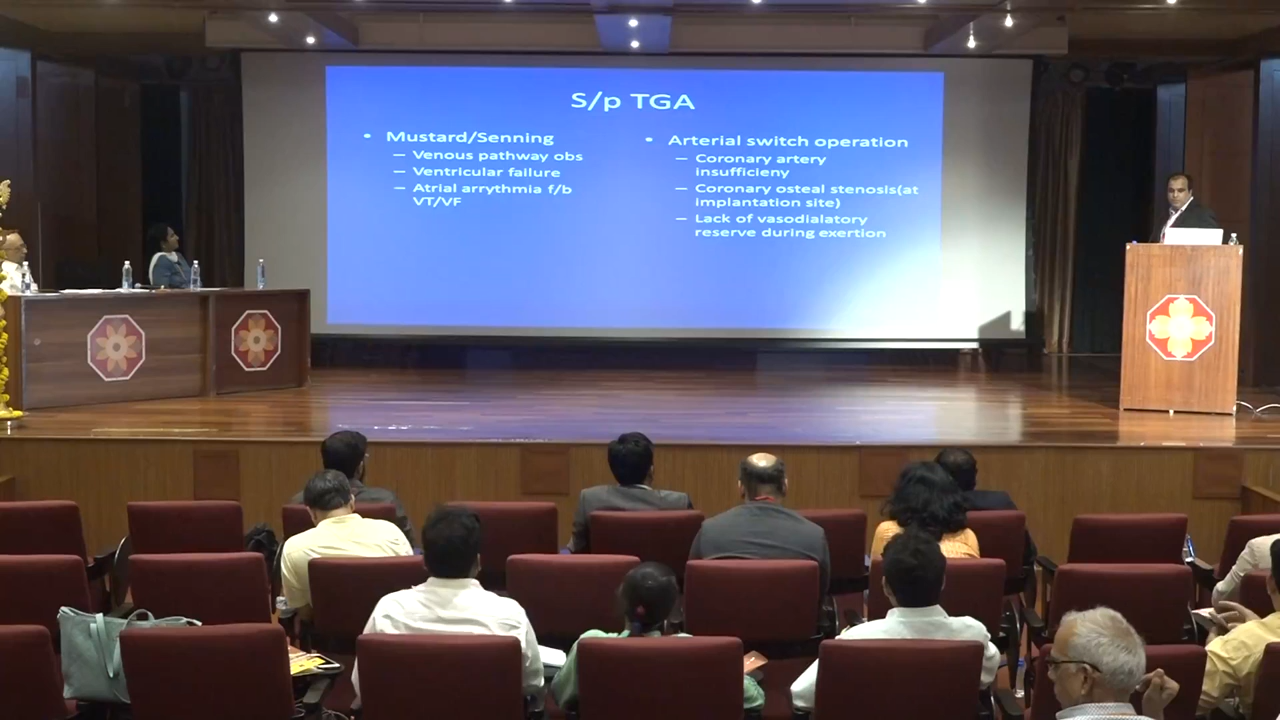 S/p TGA
• Mustard/Senning
– Venous pathway obs
– Ventricular failure
– Atrial arrythmia f/b
VT/VF
• Arterial switch operation
– Coronary artery
insufficieny
– Coronary osteal stenosis(at
implantation site)
– Lack of vasodialatory
reserve during exertion